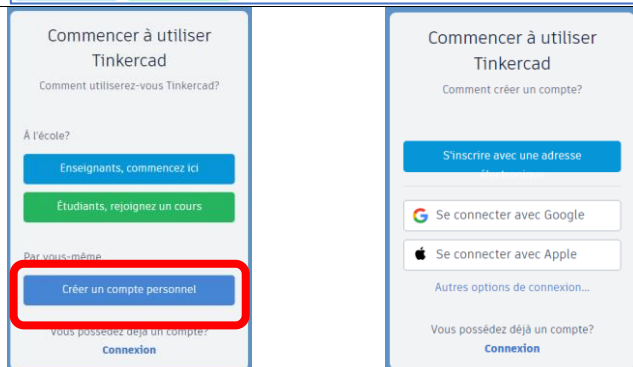 Commencer à utiliser
Tinkercad
Comment utiliserez-vous Tinkercad?
À l'école?
Enseignants, commencez ici
Étudiants, rejoignez un cours
Par vous-même
Créer un compte personnel
Vous possédez déjà un compte?
Connexion
Commencer à utiliser
Tinkercad
Comment créer un compte?
S'inscrire avec une adresse
Se connecter avec Google
Se connecter avec Apple
Autres options de connexion...
Vous possédez déjà un compte?
Connexion